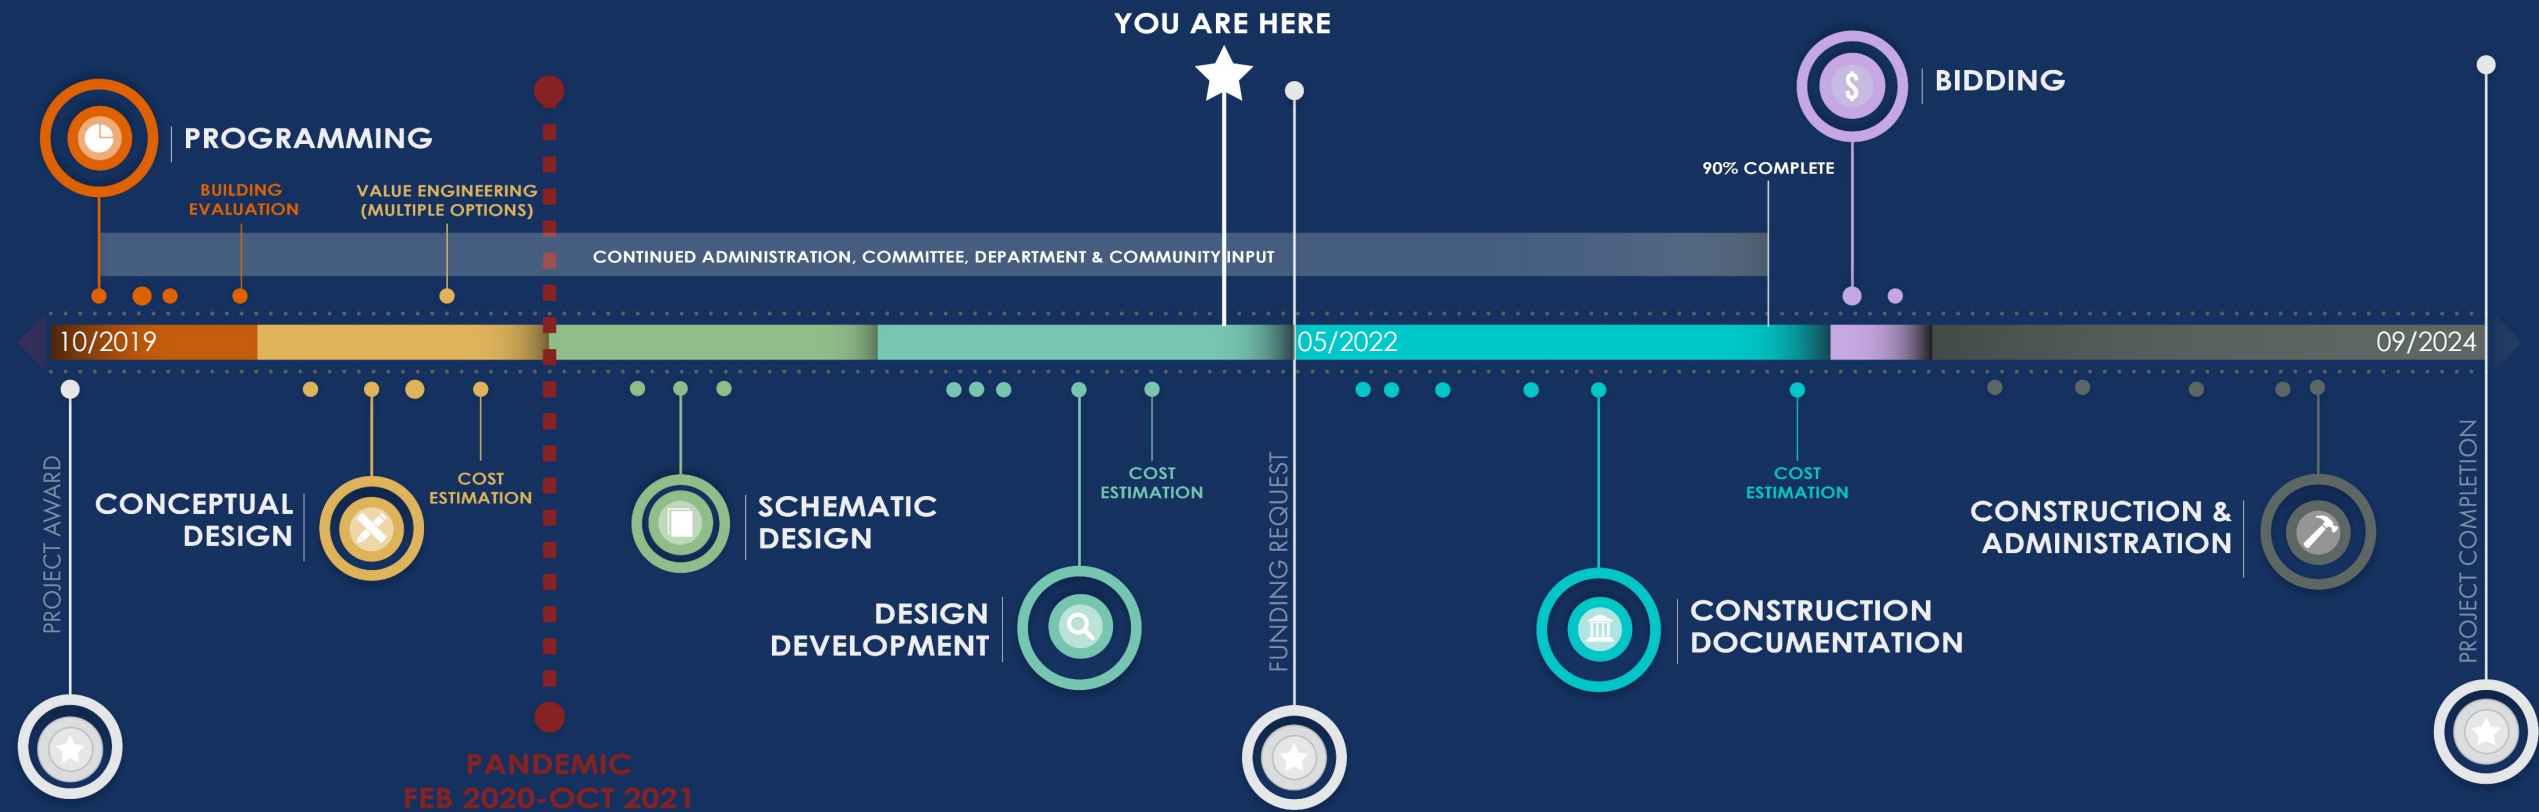 YOU ARE HERE
PROGRAMMING
BUILDING
EVALUATION
VALUE ENGINEERING
(MULTIPLE OPTIONS)
BIDDING
90% COMPLETE
CONTINUED ADMINISTRATION, COMMITTEE, DEPARTMENT & COMMUNITY INPUT
10/2019
05/2022
09/2024
PROJECT AWARD
CONCEPTUAL
DESIGN
COST
ESTIMATION
SCHEMATIC
DESIGN
DESIGN
DEVELOPMENT
COST
ESTIMATION
FUNDING REQUEST
CONSTRUCTION
DOCUMENTATION
COST
ESTIMATION
CONSTRUCTION &
ADMINISTRATION
PROJECT COMPLETION
PANDEMIC
FEB 2020-OCT 2021
$